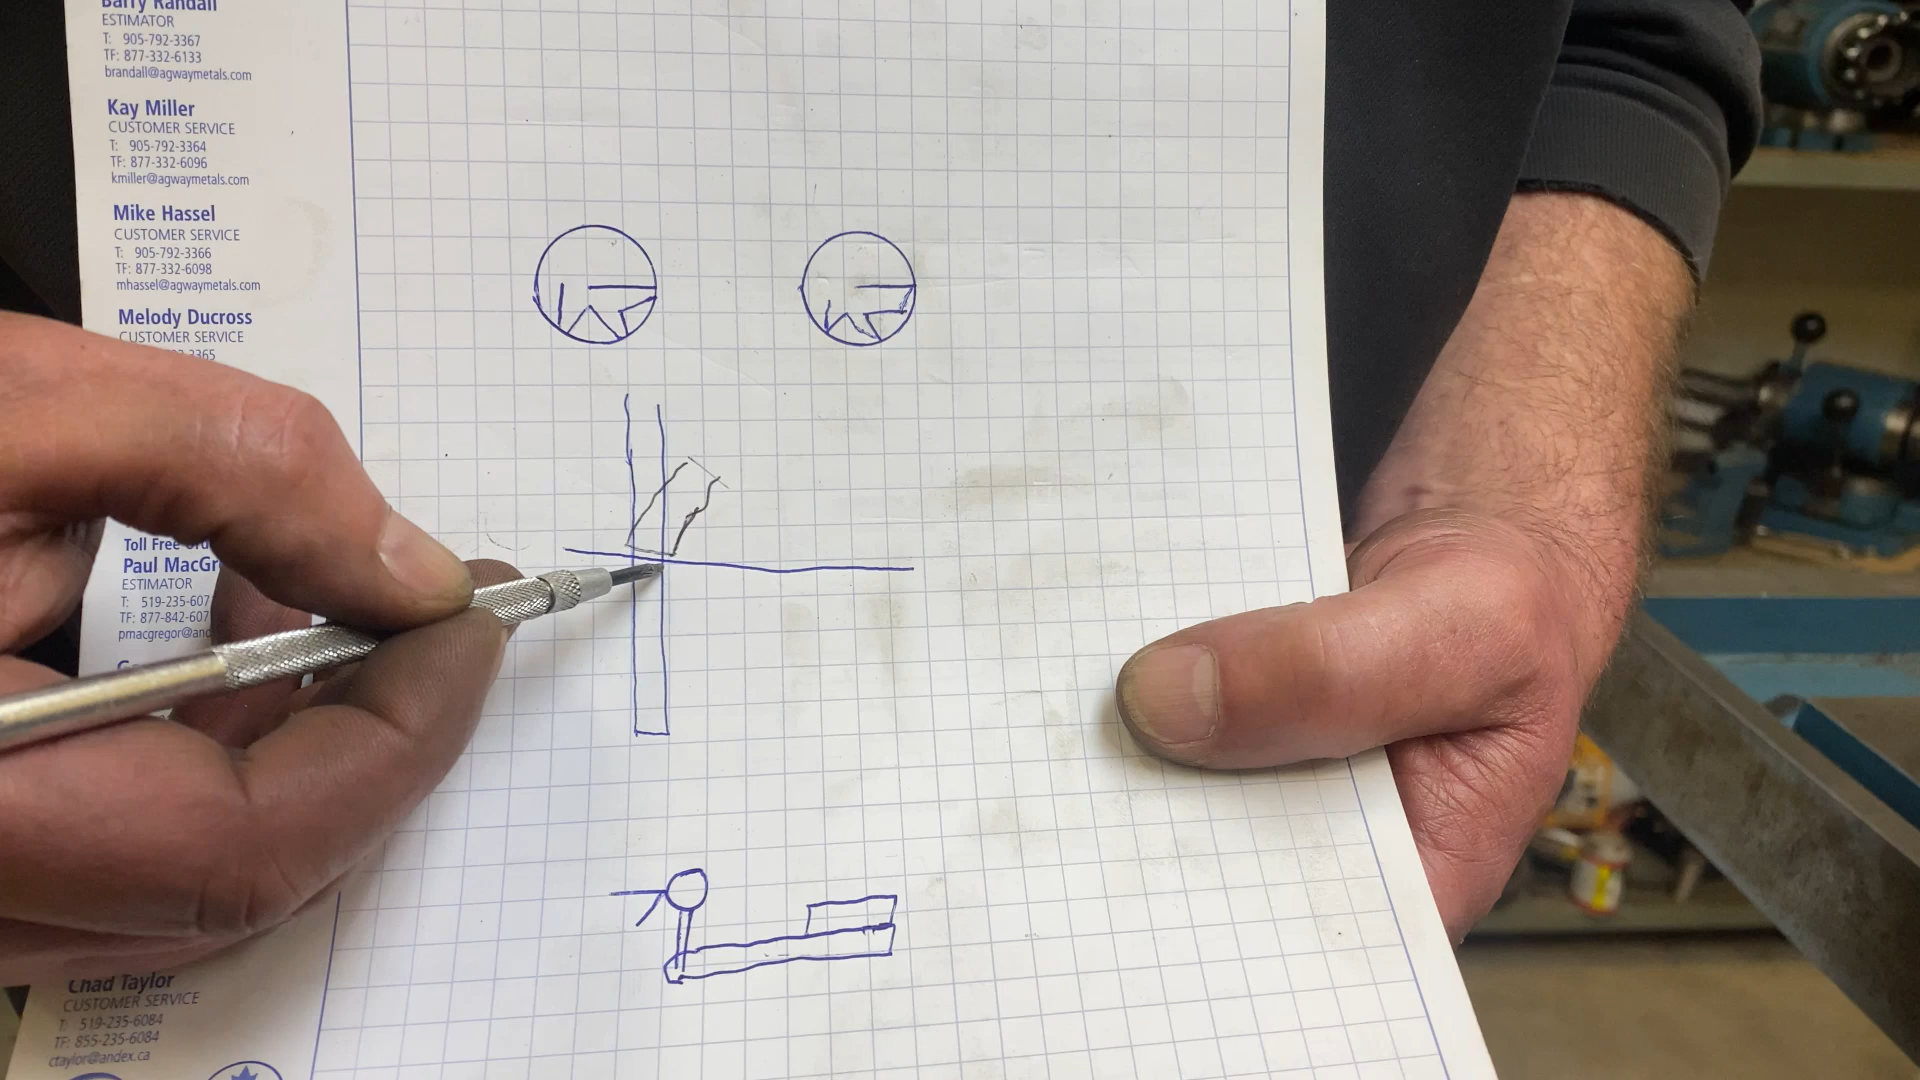 Barry Randall
ESTIMATOR
T: 905-792-3367
TF: 877-332-6133
brandall@agwaymetals.com
Kay Miller
CUSTOMER SERVICE
T: 905-792-3364
TF: 877-332-6096
kmiller@agwaymetals.com
Mike Hassel
CUSTOMER SERVICE
T: 905-792-3366
TF: 877-332-6098
mhassel@agwaymetals.com
Melody Ducross
CUSTOMER SERVICE
3365
Toll Free
Paul MacGr
ESTIMATOR
T: 519-235-607
TF: 877-842-607
pmacgregor@and
Chad Taylor
CUSTOMER SERVICE
T: 519-235-6084
TF: 855-235-6084
ctaylor@andex.ca